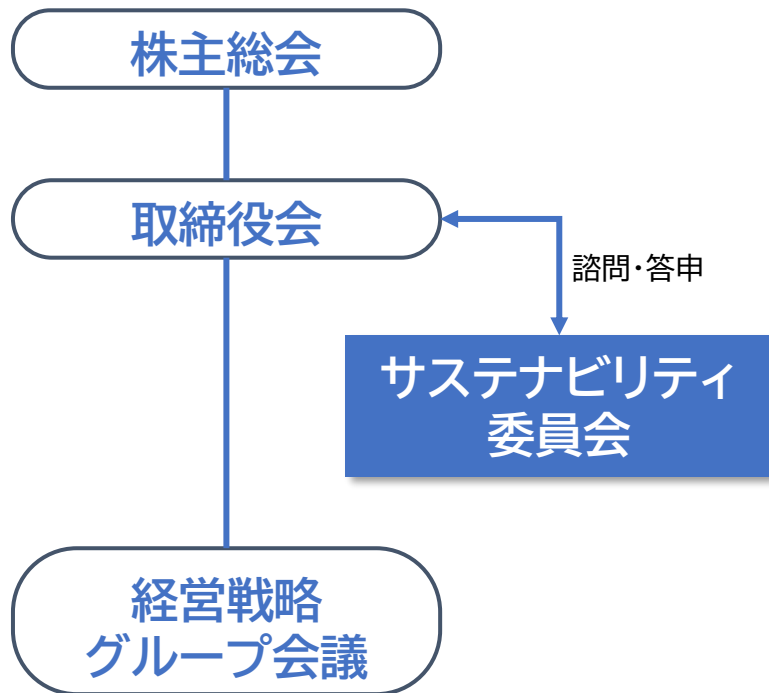 株主総会
取締役会
諮問・答申
サステナビリティ
委員会
経営戦略
グループ会議